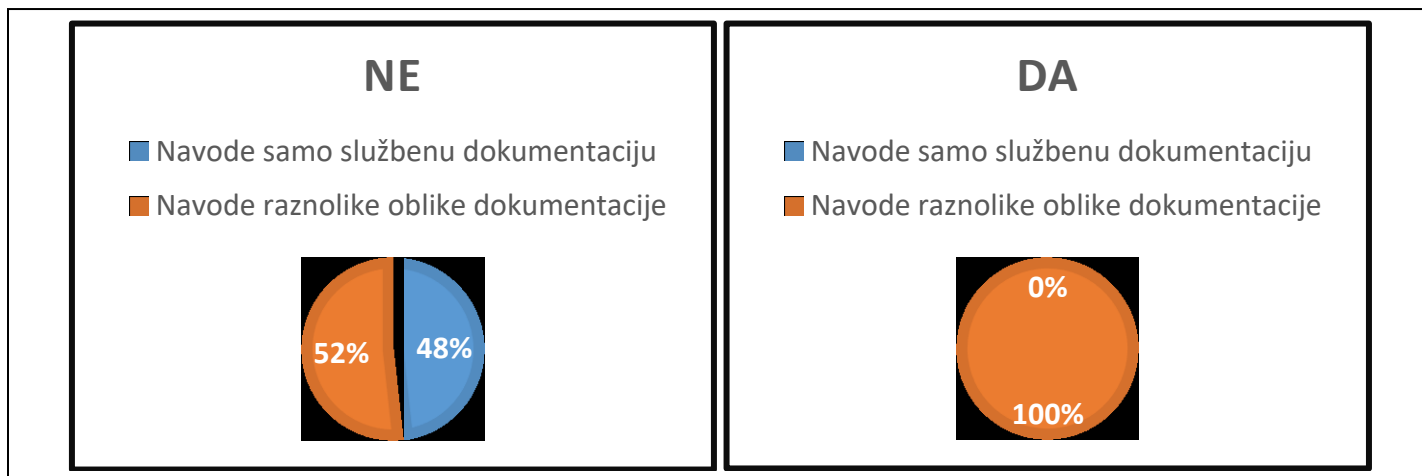 NE
Navode samo službenu dokumentaciju
Navode raznolike oblike dokumentacije
52%
48%
DA
Navode samo službenu dokumentaciju
Navode raznolike oblike dokumentacije
0%
100%